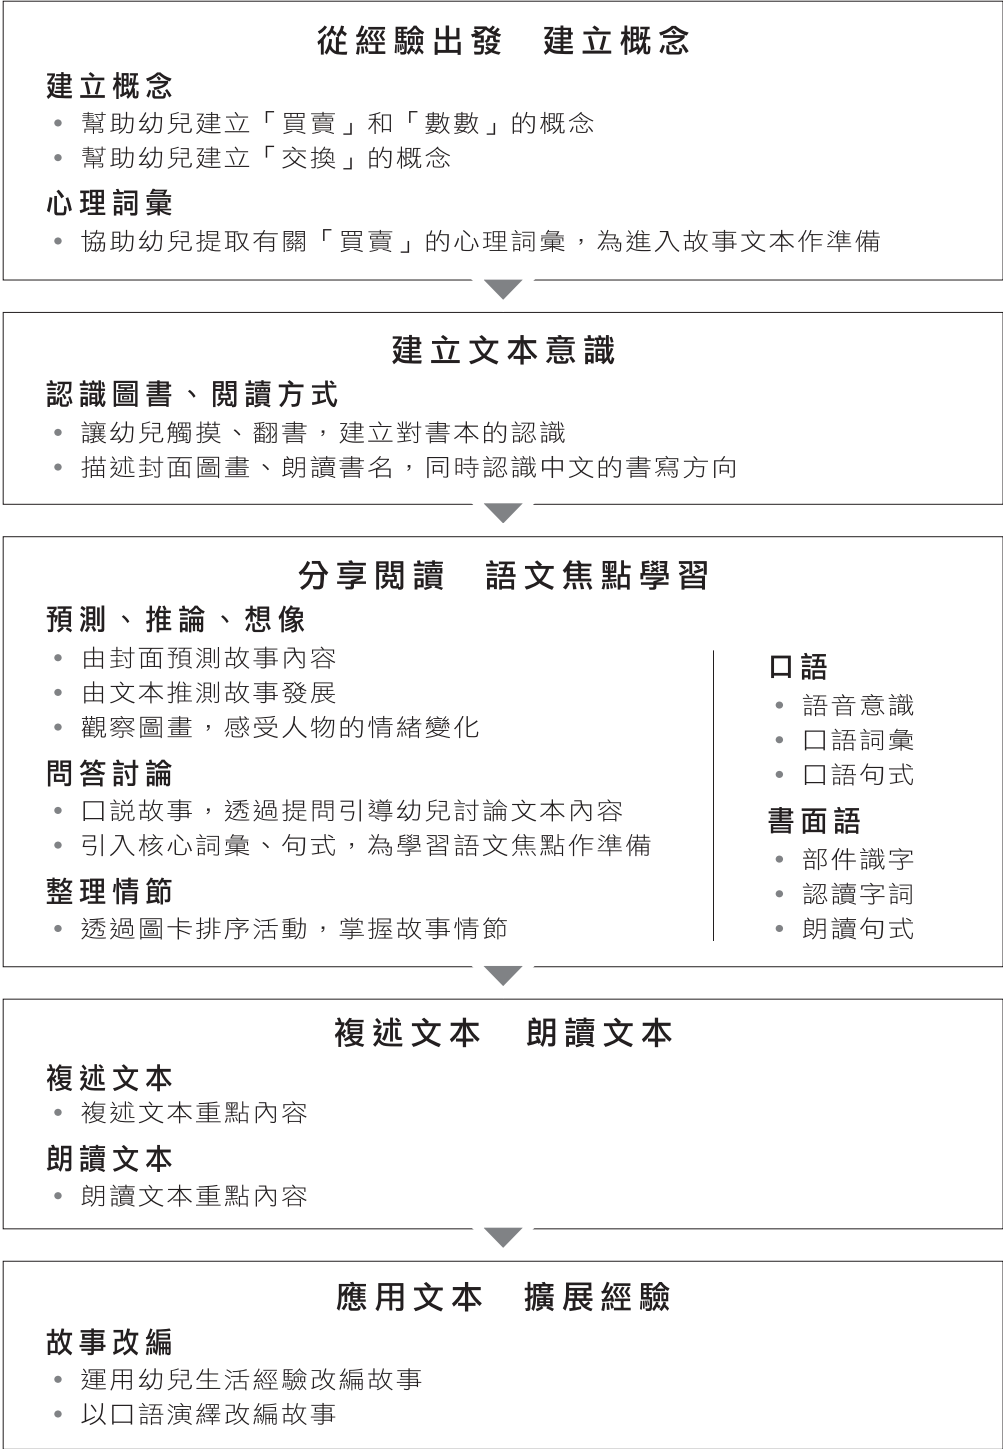 從經驗出發　建立概念
建立概念
• 幫助幼兒建立「買賣」和「數數」的概念
• 幫助幼兒建立「交換」的概念
心理詞彙
• 協助幼兒提取有關「買賣」的心理詞彙，為進入故事文本作準備
建立文本意識
認識圖書、閱讀方式
• 讓幼兒觸摸、翻書，建立對書本的認識
• 描述封面圖畫、朗讀書名，同時認識中文的書寫方向
分享閱讀　語文焦點學習
預測、推論、想像
• 由封面預測故事內容
• 由文本推測故事發展
• 觀察圖畫，感受人物的情緒變化
問答討論
• 口說故事，透過提問引導幼兒討論文本內容
• 引入核心詞彙、句式，為學習語文焦點作準備
整理情節
• 透過圖卡排序活動，掌握故事情節
口語
• 語音意識
• 口語詞彙
• 口語句式
書面語
• 部件識字
• 認讀字詞
• 朗讀句式
複述文本　朗讀文本
複述文本
• 複述文本重點內容
朗讀文本
• 朗讀文本重點內容
應用文本　擴展經驗
故事改編
• 運用幼兒生活經驗改編故事
• 以口語演繹改編故事